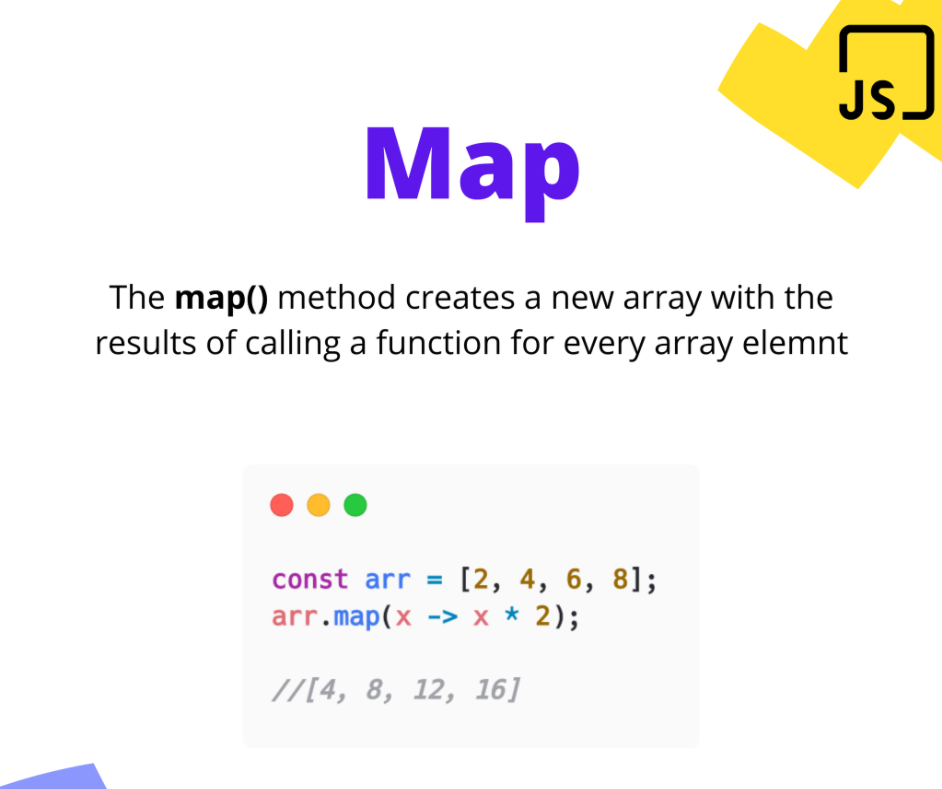 JS
Map
The map() method creates a new array with the
results of calling a function for every array elemnt
const arr = [2, 4, 6, 8];
arr.map(x -> x * 2);
//[4, 8, 12, 16]